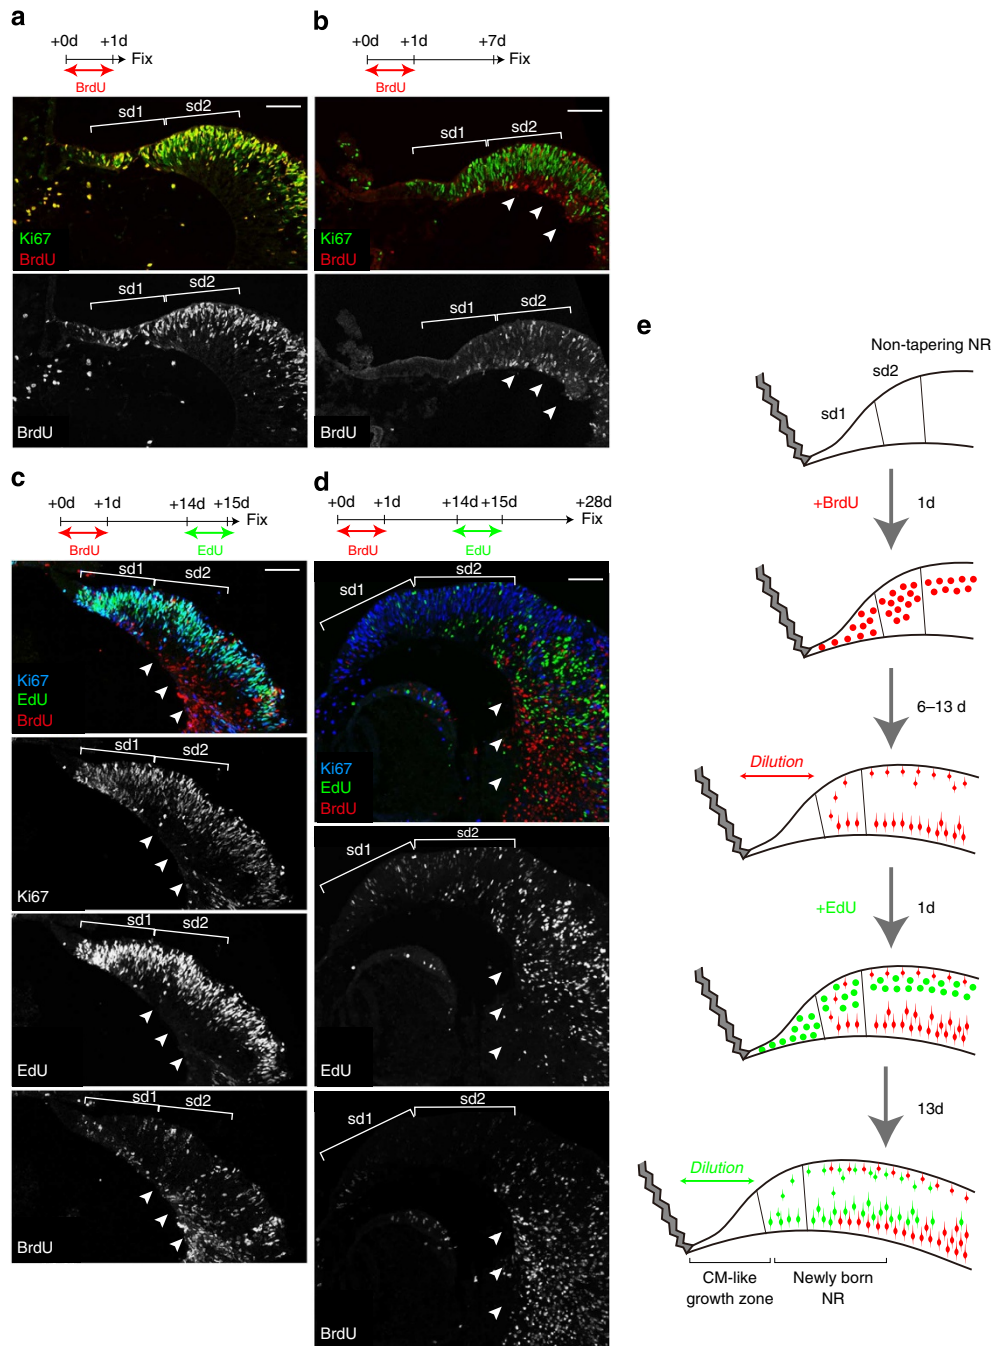 a
+0d +1d
Fix
BrdU
sd1 sd2
Ki67
BrdU
sd1 sd2
BrdU
b
+0d +1d +7d
Fix
BrdU
sd1 sd2
Ki67
BrdU
sd1 sd2
BrdU
c
+0d +1d +14d +15d
Fix
BrdU EdU
sd1 sd2
Ki67
EdU
BrdU
sd1 sd2
Ki67
sd1 sd2
EdU
sd1 sd2
BrdU
d
+0d +1d +14d +15d +28d
Fix
BrdU EdU
sd1 sd2
Ki67
EdU
BrdU
sd1 sd2
EdU
sd1 sd2
BrdU
e
Non-tapering NR
sd2
sd1
+BrdU 1d
6–13 d
Dilution
+EdU 1d
13d
Dilution
CM-like Newly born
growth zone NR